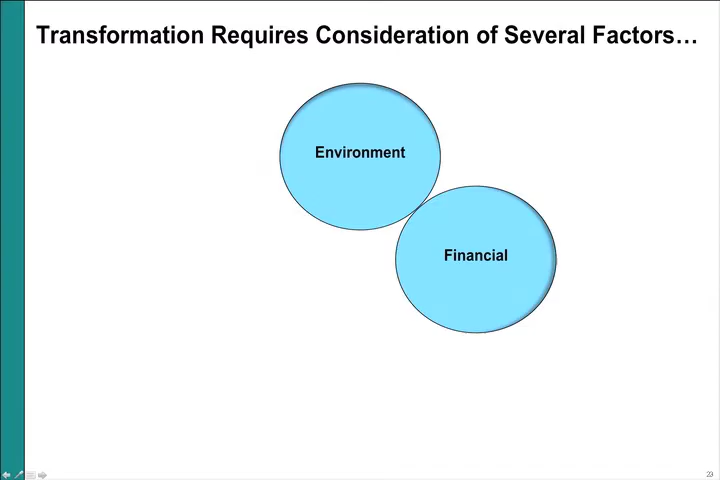 Transformation Requires Consideration of Several Factors…
Environment
Financial
23